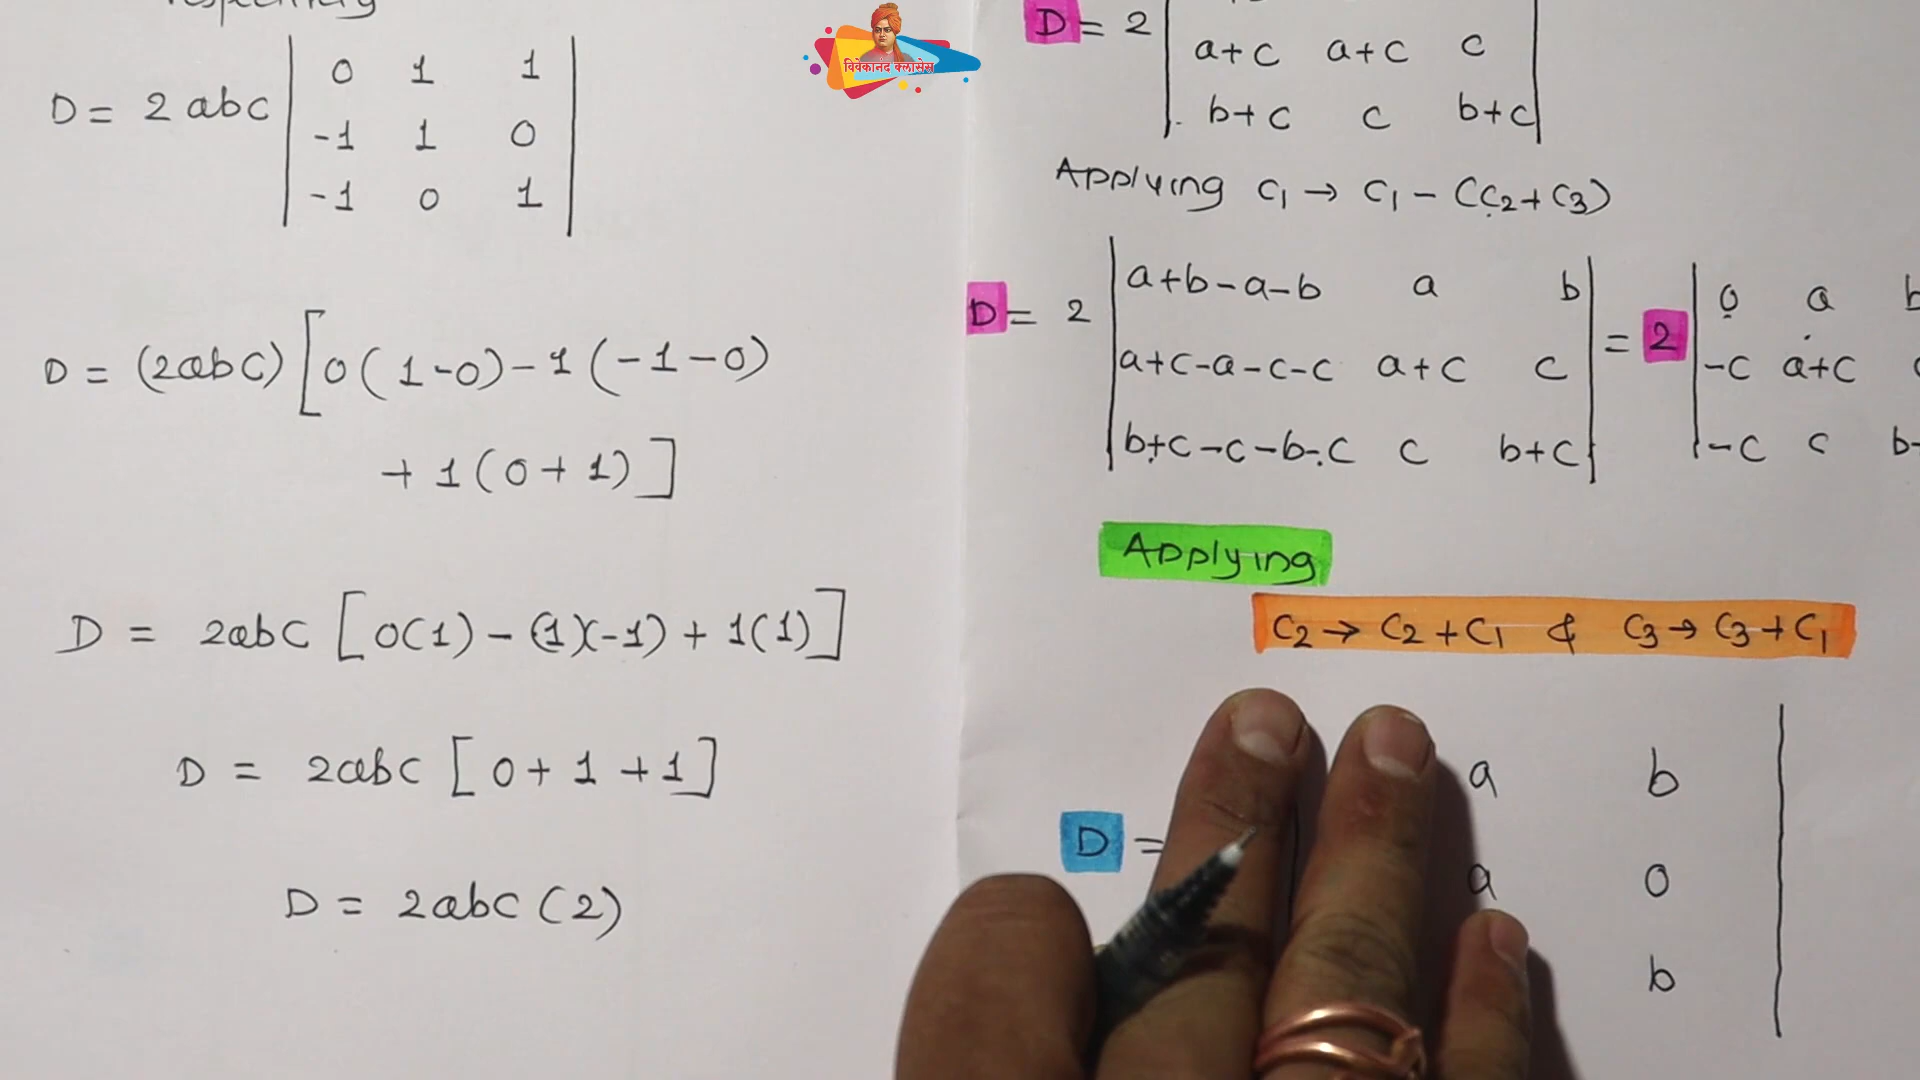 respectively
D = 2 abc | 0 1 1 |
| -1 1 0 |
| -1 0 1 |
D = (2abc) [ 0 ( 1-0) - 1 (-1-0)
+ 1 ( 0 + 1) ]
D = 2abc [ 0(1) - (1)(-1) + 1(1) ]
D = 2abc [ 0 + 1 + 1 ]
D = 2abc (2)
विवेकानंद क्लासेस
D = 2 | a+c a+c c |
| b+c c b+c |
Applying C₁ → C₁ - (C₂+C₃)
D = 2 | a+b-a-b a b | = 2 | 0 a b
| a+c-a-c-c a+c c | | -c a+c
| b+c-c-b-c c b+c | | -c c b
Applying
C₂ → C₂ + C₁ & C₃ → C₃ + C₁
a b |
D = a 0 |
b |